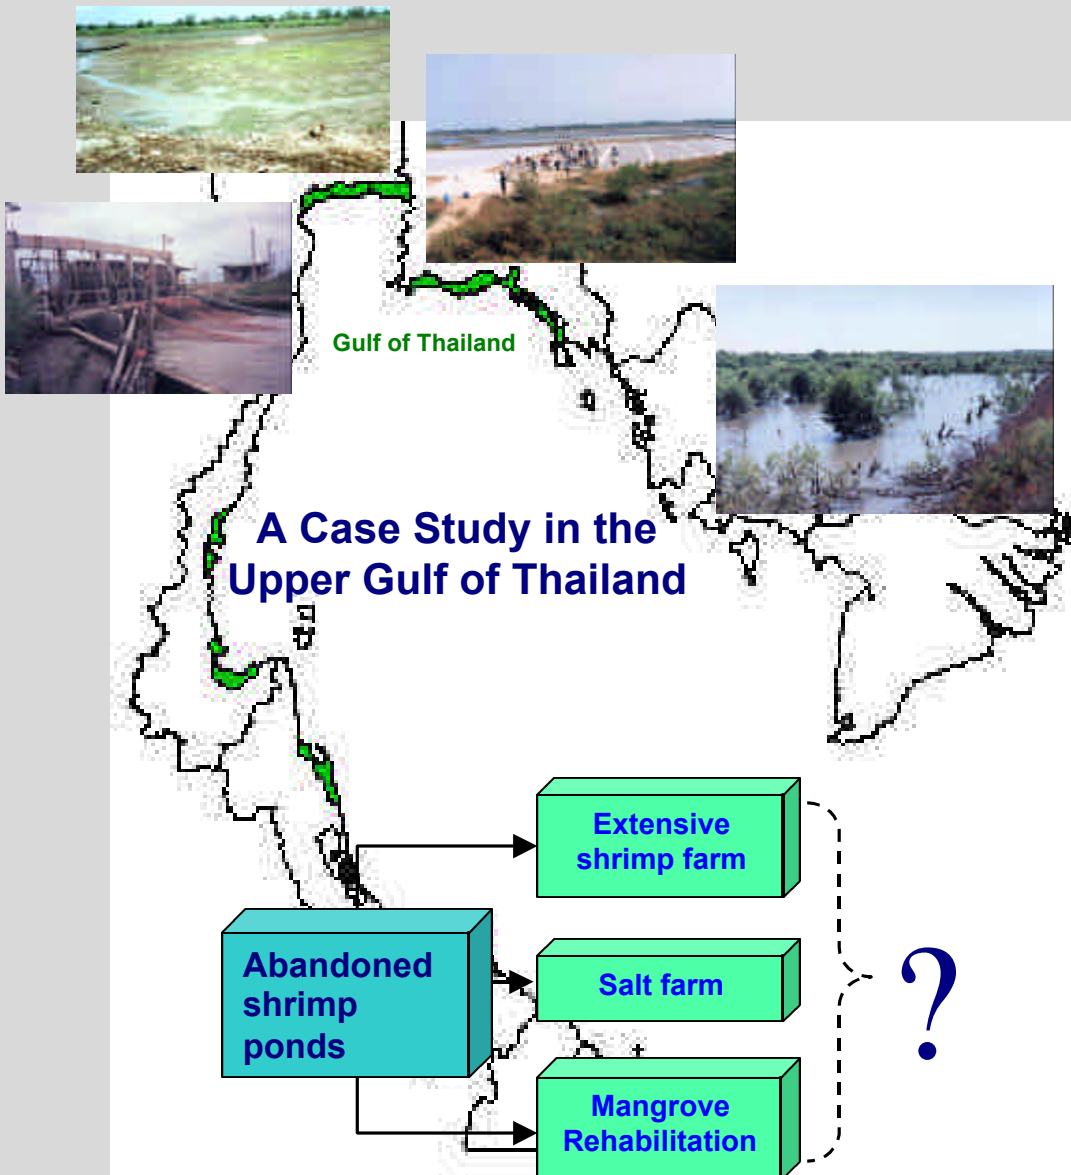 Gulf of Thailand
A Case Study in the
Upper Gulf of Thailand
Extensive
shrimp farm
Abandoned
shrimp
ponds
Salt farm
?
Mangrove
Rehabilitation